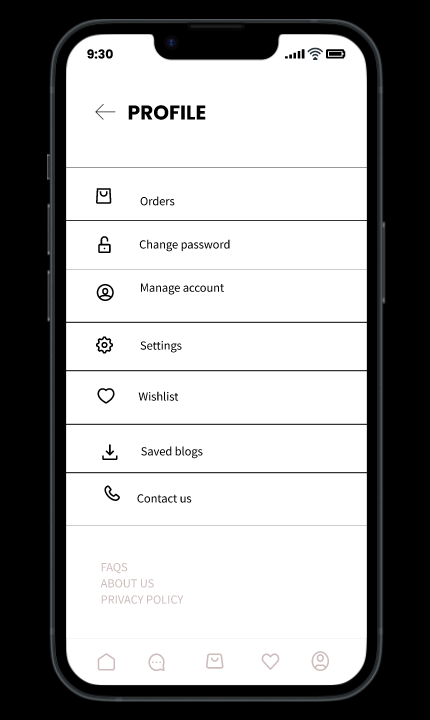 9:30
PROFILE
Orders
Change password
Manage account
Settings
Wishlist
Saved blogs
Contact us
FAQS
ABOUT US
PRIVACY POLICY